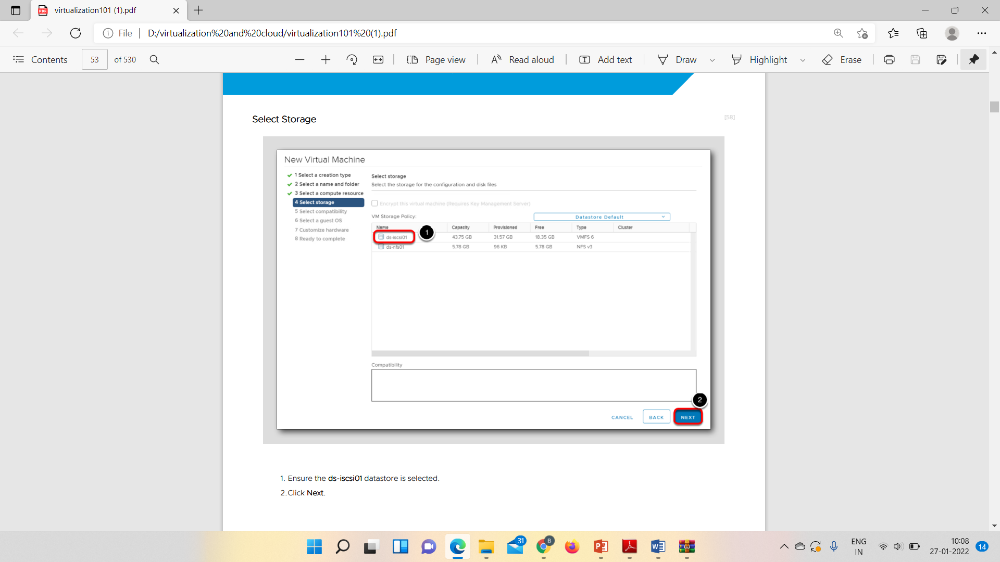 virtualization101 (1).pdf
File
D:/virtualization%20and%20cloud/virtualization101%20(1).pdf
Contents
53
of 530
Page view
Read aloud
Add text
Draw
Highlight
Erase
Select Storage
[58]
New Virtual Machine
1 Select a creation type
2 Select a name and folder
3 Select a compute resource
4 Select storage
5 Select compatibility
6 Select a guest OS
7 Customize hardware
8 Ready to complete
Select storage
Select the storage for the configuration and disk files
Encrypt this virtual machine (Requires Key Management Server)
VM Storage Policy:
Datastore Default
Name Capacity Provisioned Free Type Cluster
ds-iscsi01 43.75 GB 31.57 GB 18.35 GB VMFS 6
1
ds-nfs01 5.78 GB 96 KB 5.78 GB NFS v3
Compatibility
2
CANCEL
BACK
NEXT
1. Ensure the ds-iscsi01 datastore is selected.
2.Click Next.
31
B
ENG
IN
10:08
27-01-2022
14